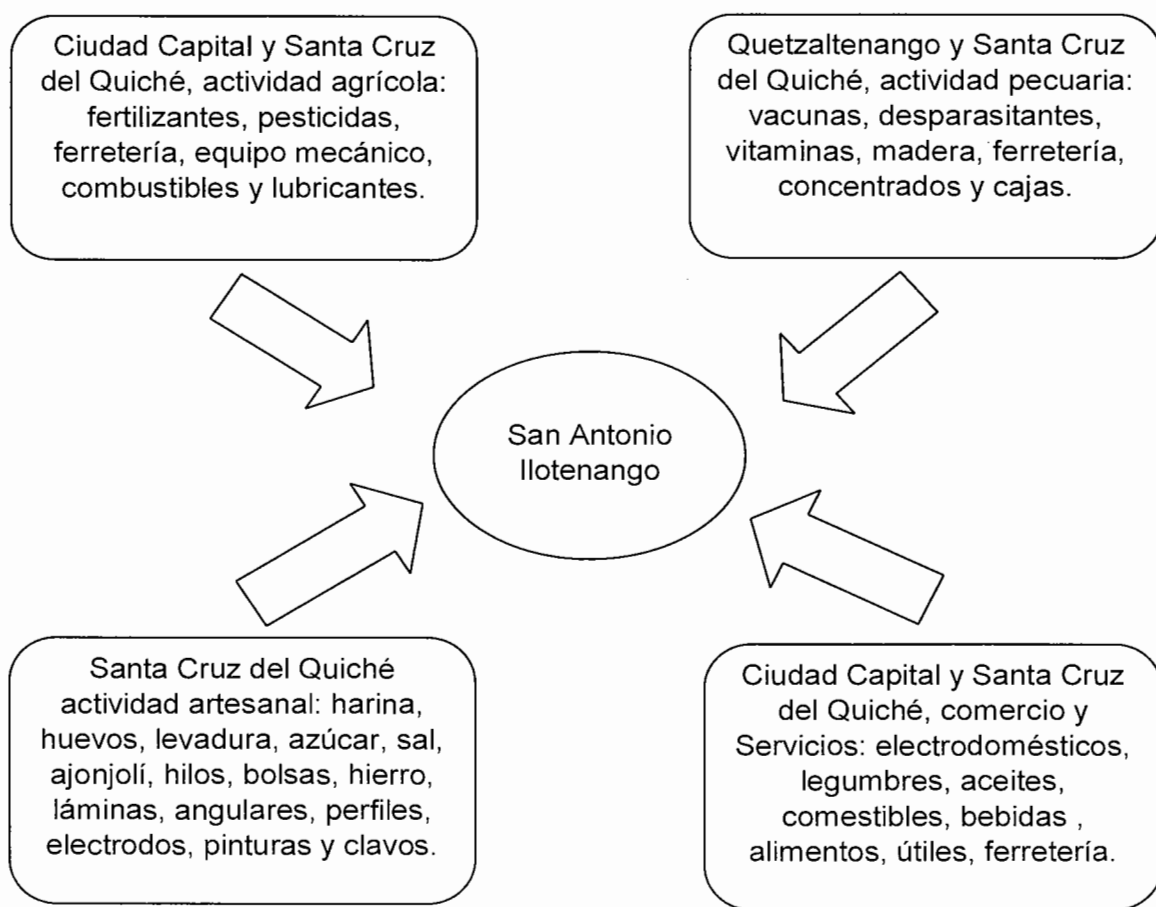 Ciudad Capital y Santa Cruz
del Quiché, actividad agrícola:
fertilizantes, pesticidas,
ferretería, equipo mecánico,
combustibles y lubricantes.
Quetzaltenango y Santa Cruz
del Quiché, actividad pecuaria:
vacunas, desparasitantes,
vitaminas, madera, ferretería,
concentrados y cajas.
San Antonio
Ilotenango
Santa Cruz del Quiché
actividad artesanal: harina,
huevos, levadura, azúcar, sal,
ajonjolí, hilos, bolsas, hierro,
láminas, angulares, perfiles,
electrodos, pinturas y clavos.
Ciudad Capital y Santa Cruz
del Quiché, comercio y
Servicios: electrodomésticos,
legumbres, aceites,
comestibles, bebidas ,
alimentos, útiles, ferretería.